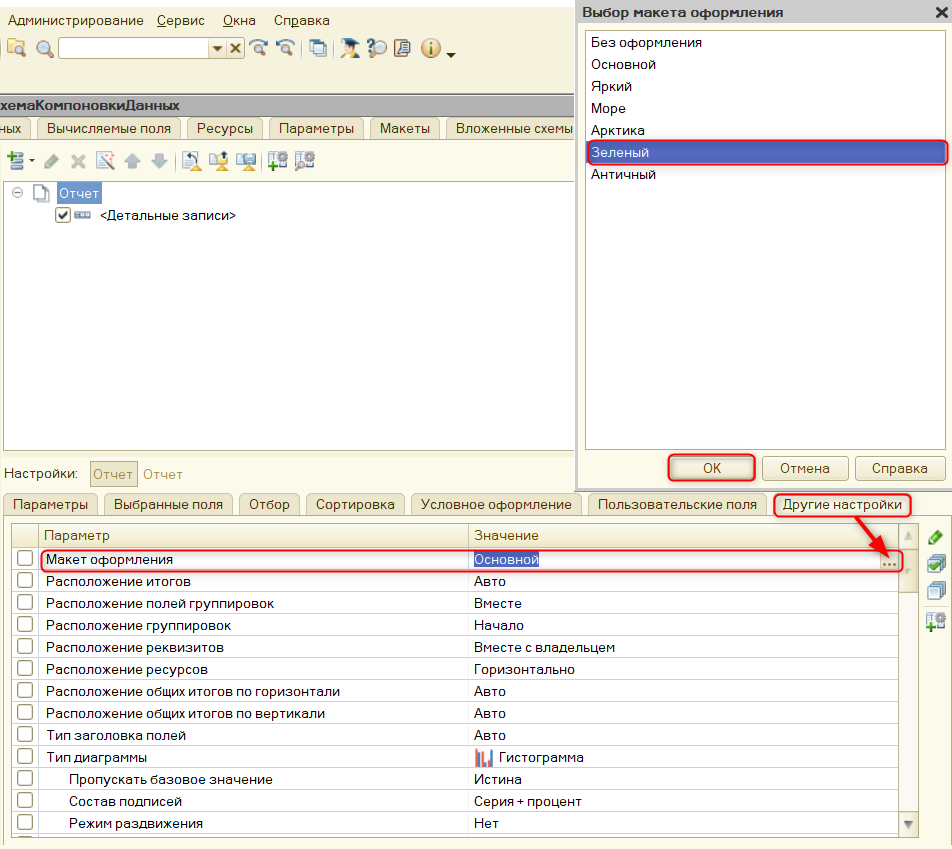 Администрирование Сервис Окна Справка
хемаКомпоновкиДанных
ных Вычисляемые поля Ресурсы Параметры Макеты Вложенные схемы
Отчет
<Детальные записи>
Выбор макета оформления
Без оформления
Основной
Яркий
Море
Арктика
Зеленый
Античный
ОК Отмена Справка
Настройки: Отчет Отчет
Параметры Выбранные поля Отбор Сортировка Условное оформление Пользовательские поля Другие настройки
Параметр Значение
Макет оформления Основной ...
Расположение итогов Авто
Расположение полей группировок Вместе
Расположение группировок Начало
Расположение реквизитов Вместе с владельцем
Расположение ресурсов Горизонтально
Расположение общих итогов по горизонтали Авто
Расположение общих итогов по вертикали Авто
Тип заголовка полей Авто
Тип диаграммы Гистограмма
Пропускать базовое значение Истина
Состав подписей Серия + процент
Режим раздвижения Нет